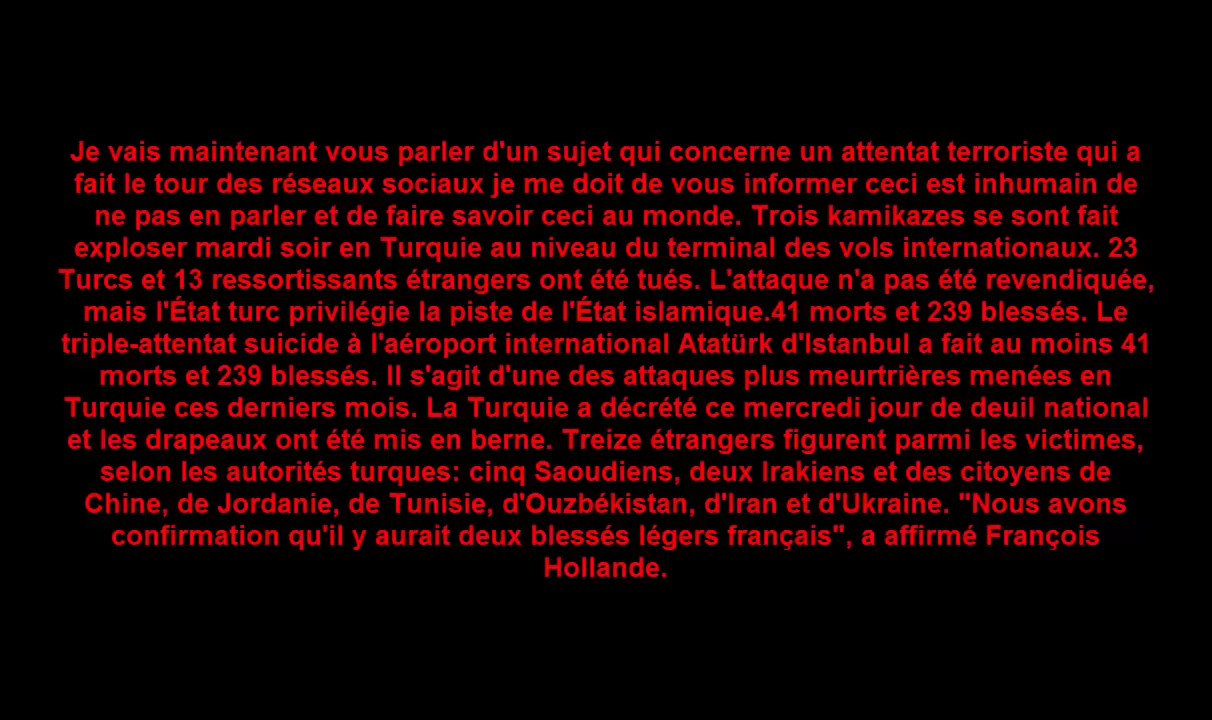 Je vais maintenant vous parler d'un sujet qui concerne un attentat terroriste qui a
fait le tour des réseaux sociaux je me doit de vous informer ceci est inhumain de
ne pas en parler et de faire savoir ceci au monde. Trois kamikazes se sont fait
exploser mardi soir en Turquie au niveau du terminal des vols internationaux. 23
Turcs et 13 ressortissants étrangers ont été tués. L'attaque n'a pas été revendiquée,
mais l'État turc privilégie la piste de l'État islamique.41 morts et 239 blessés. Le
triple-attentat suicide à l'aéroport international Atatürk d'Istanbul a fait au moins 41
morts et 239 blessés. Il s'agit d'une des attaques plus meurtrières menées en
Turquie ces derniers mois. La Turquie a décrété ce mercredi jour de deuil national
et les drapeaux ont été mis en berne. Treize étrangers figurent parmi les victimes,
selon les autorités turques: cinq Saoudiens, deux Irakiens et des citoyens de
Chine, de Jordanie, de Tunisie, d'Ouzbékistan, d'Iran et d'Ukraine. "Nous avons
confirmation qu'il y aurait deux blessés légers français", a affirmé François
Hollande.